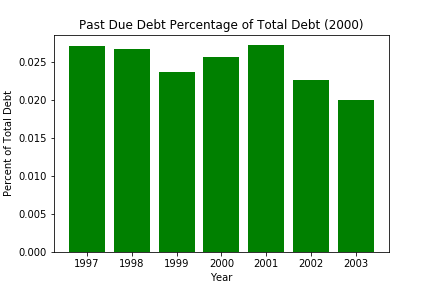 Past Due Debt Percentage of Total Debt (2000)
Percent of Total Debt
0.025
0.020
0.015
0.010
0.005
0.000
1997 1998 1999 2000 2001 2002 2003
Year